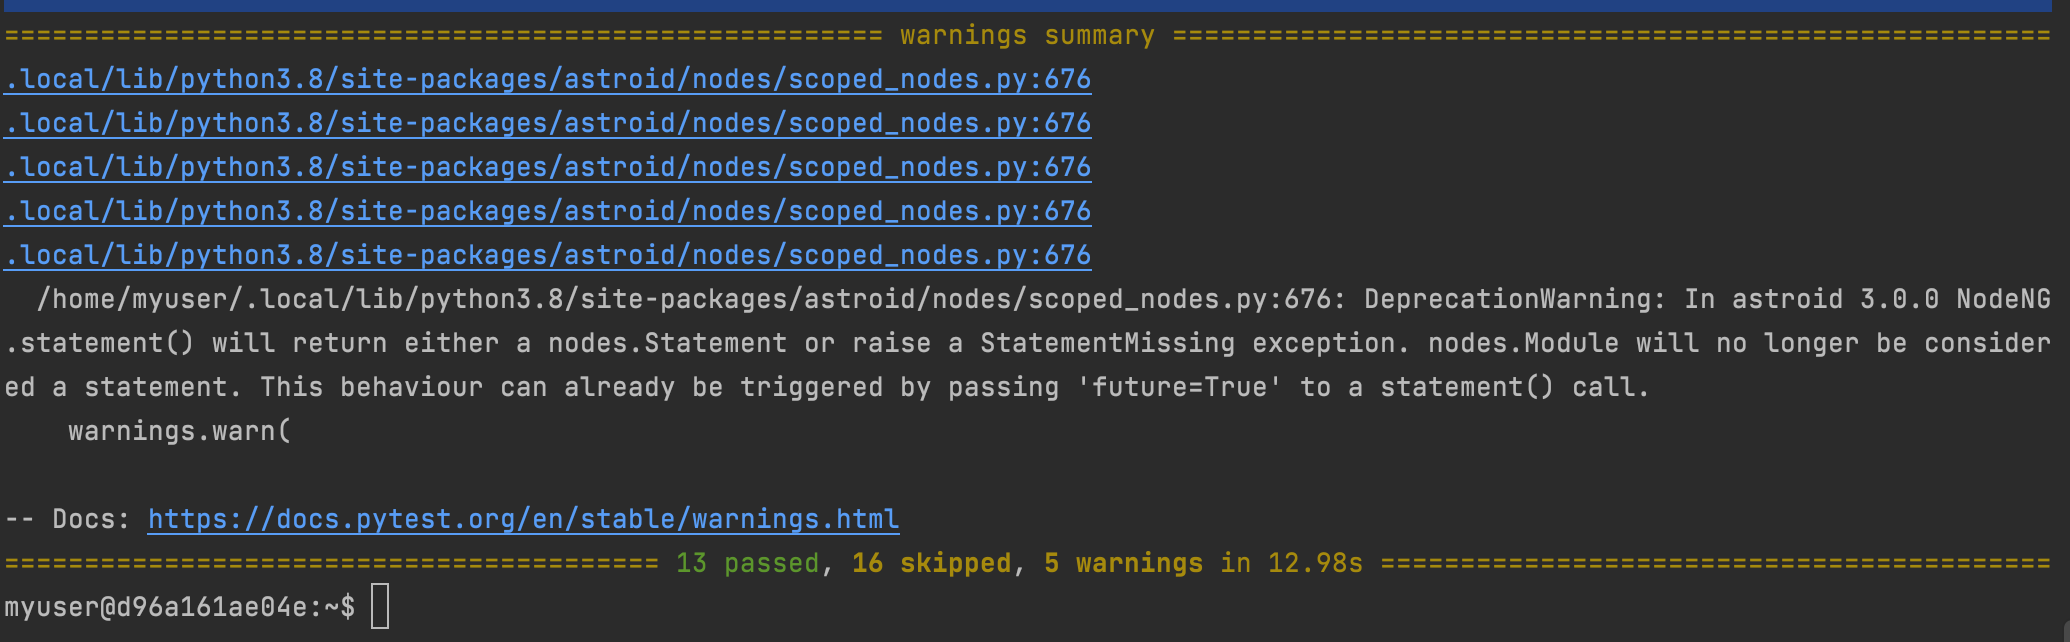 ======================================================= warnings summary =======================================================
.local/lib/python3.8/site-packages/astroid/nodes/scoped_nodes.py:676
.local/lib/python3.8/site-packages/astroid/nodes/scoped_nodes.py:676
.local/lib/python3.8/site-packages/astroid/nodes/scoped_nodes.py:676
.local/lib/python3.8/site-packages/astroid/nodes/scoped_nodes.py:676
.local/lib/python3.8/site-packages/astroid/nodes/scoped_nodes.py:676
  /home/myuser/.local/lib/python3.8/site-packages/astroid/nodes/scoped_nodes.py:676: DeprecationWarning: In astroid 3.0.0 NodeNG
.statement() will return either a nodes.Statement or raise a StatementMissing exception. nodes.Module will no longer be consider
ed a statement. This behaviour can already be triggered by passing 'future=True' to a statement() call.
    warnings.warn(

-- Docs: https://docs.pytest.org/en/stable/warnings.html
========================================= 13 passed, 16 skipped, 5 warnings in 12.98s ==========================================
myuser@d96a161ae04e:~$